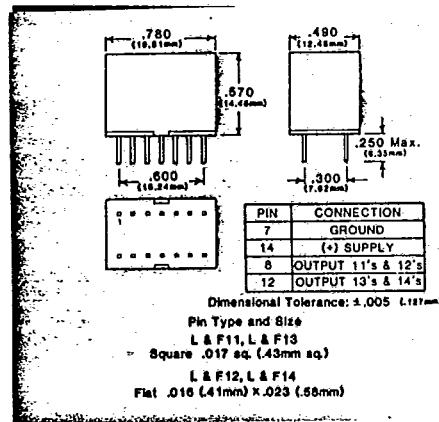 .780
(19.81mm)
.490
(12.45mm)
.570
(14.48mm)
.250 Max.
(6.35mm)
.600
(15.24mm)
.300
(7.62mm)
1
PIN CONNECTION
7 GROUND
14 (+) SUPPLY
8 OUTPUT 11's & 12's
12 OUTPUT 13's & 14's
Dimensional Tolerance: ±.005 (.127mm
Pin Type and Size
L & F11, L & F13
Square .017 sq. (.43mm sq.)
L & F12, L & F14
Flat .016 (.41mm) X .023 (.58mm)